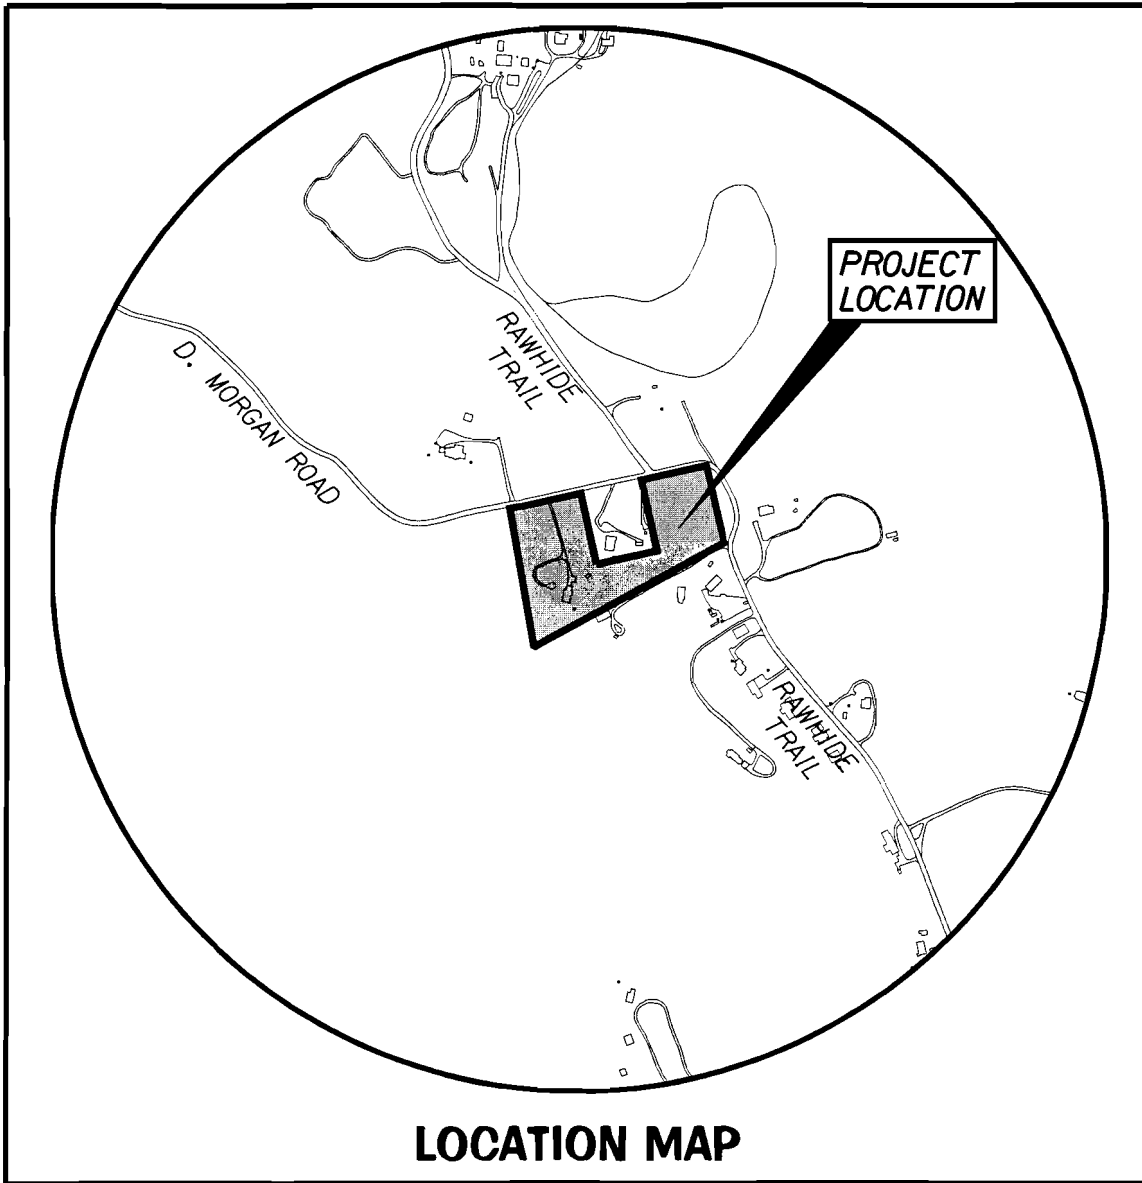 PROJECT
LOCATION
RAWHIDE
TRAIL
D. MORGAN ROAD
RAWHIDE
TRAIL
LOCATION MAP